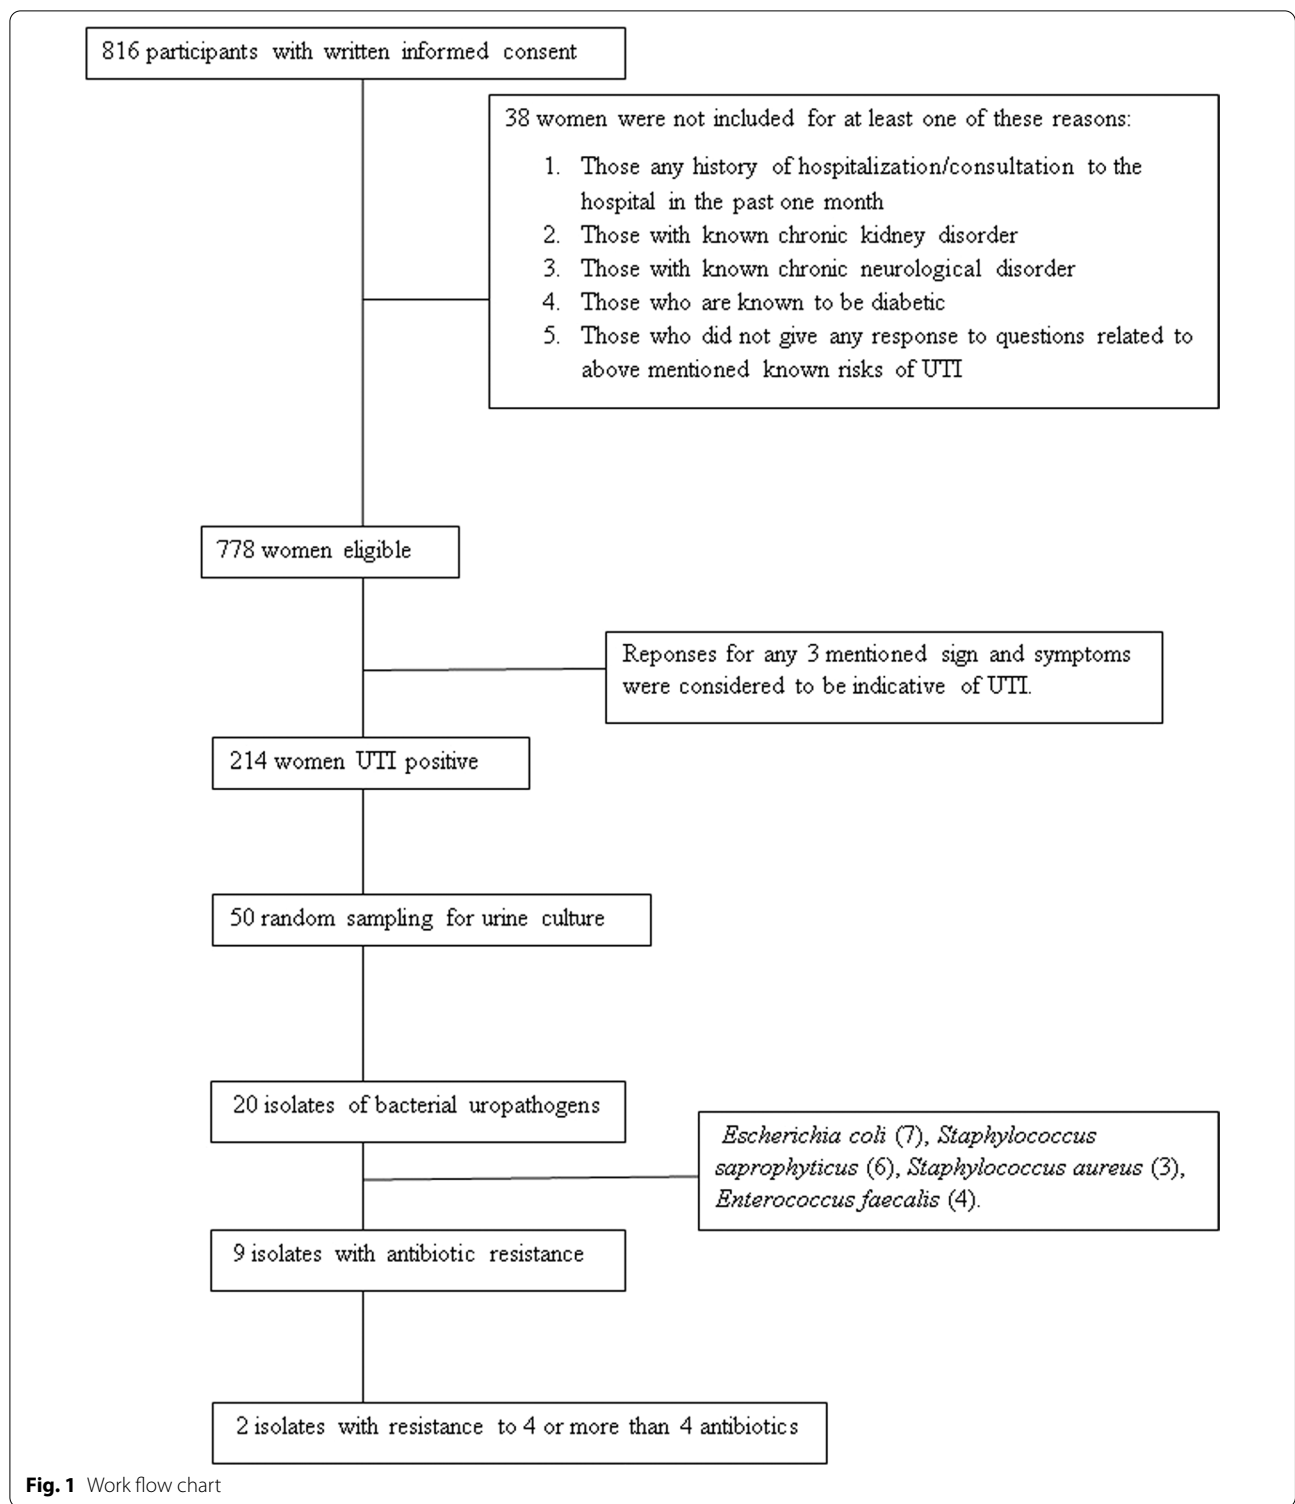 816 participants with written informed consent
38 women were not included for at least one of these reasons:
1. Those any history of hospitalization/consultation to the
hospital in the past one month
2. Those with known chronic kidney disorder
3. Those with known chronic neurological disorder
4. Those who are known to be diabetic
5. Those who did not give any response to questions related to
above mentioned known risks of UTI
778 women eligible
Reponses for any 3 mentioned sign and symptoms
were considered to be indicative of UTI.
214 women UTI positive
50 random sampling for urine culture
20 isolates of bacterial uropathogens
Escherichia coli (7), Staphylococcus
saprophyticus (6), Staphylococcus aureus (3),
Enterococcus faecalis (4).
9 isolates with antibiotic resistance
2 isolates with resistance to 4 or more than 4 antibiotics
Fig. 1 Work flow chart